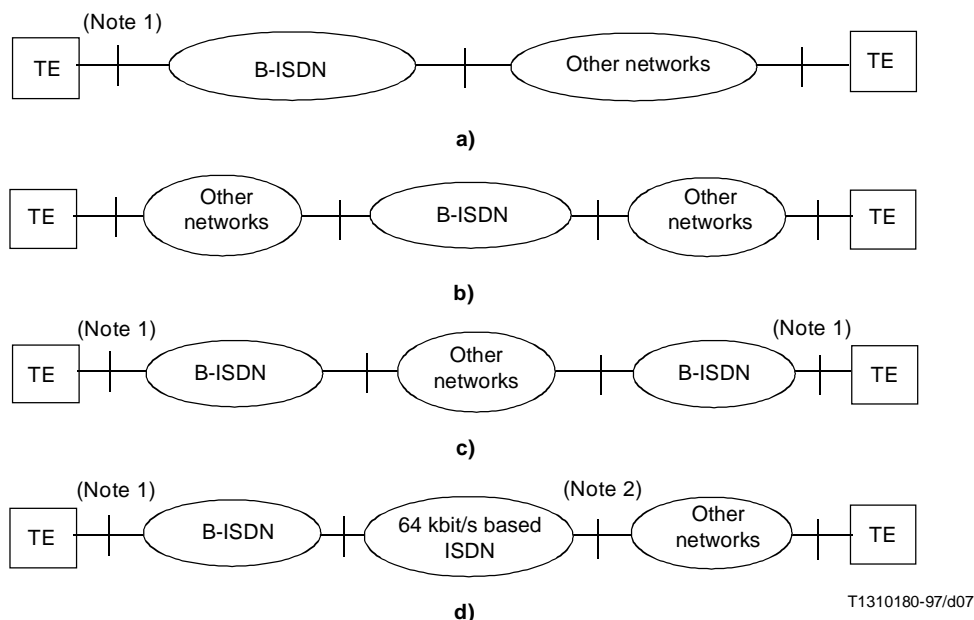 (Note 1)
TE B-ISDN Other networks TE
a)
TE Other networks B-ISDN Other networks TE
b)
(Note 1) (Note 1)
TE B-ISDN Other networks B-ISDN TE
c)
(Note 1) (Note 2)
TE B-ISDN 64 kbit/s based ISDN Other networks TE
T1310180-97/d07
d)